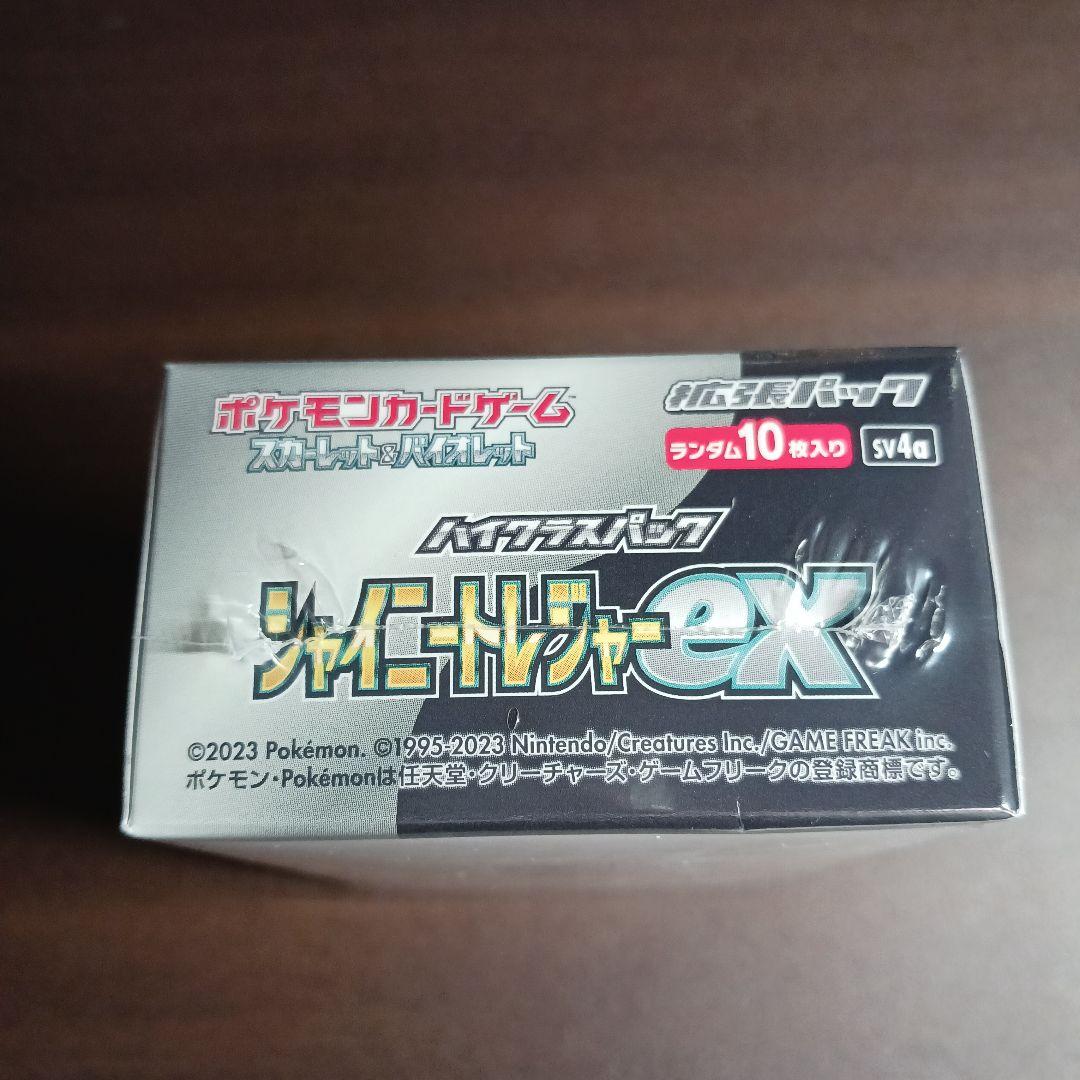 ポケモンカードゲーム
スカーレット&バイオレット
拡張パック
ランダム10枚入り
sv4a
ハイクラスパック
シャイニートレジャーex
©2023 Pokémon. ©1995-2023 Nintendo/Creatures Inc./GAME FREAK inc.
ポケモン・Pokémonは任天堂・クリーチャーズ・ゲームフリークの登録商標です。